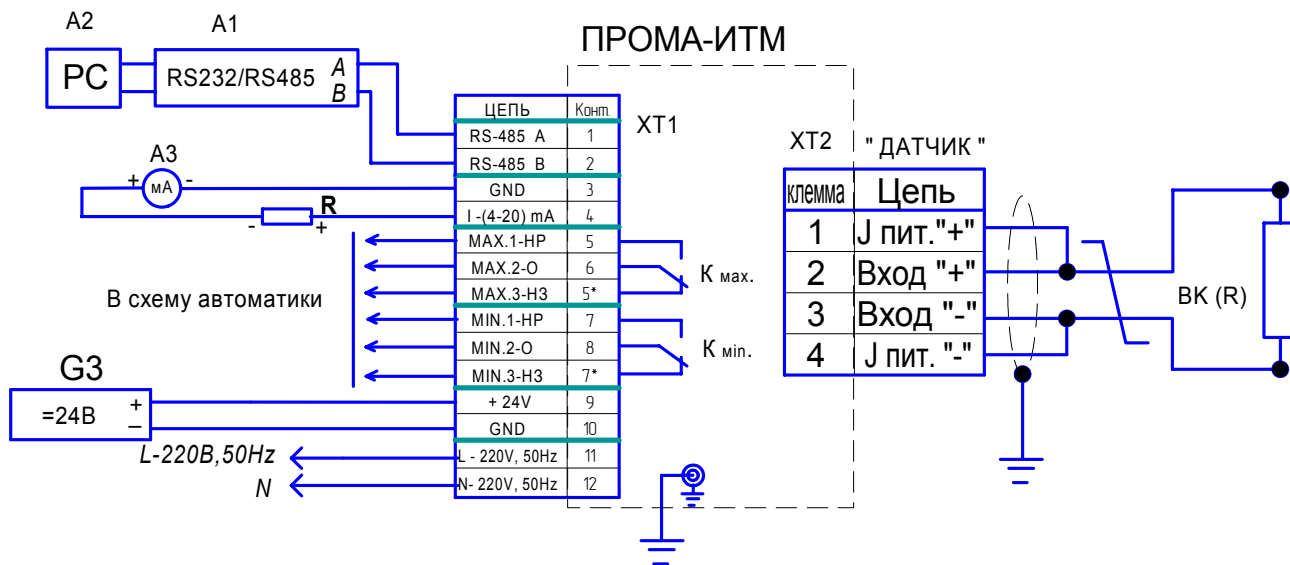 A2
A1
ПРОМА-ИТМ
PC
RS232/RS485
A
B
ЦЕПЬ Конт.
RS-485 A 1
RS-485 B 2
GND 3
I -(4-20) mA 4
MAX.1-НР 5
MAX.2-О 6
MAX.3-НЗ 5*
MIN.1-НР 7
MIN.2-О 8
MIN.3-НЗ 7*
+ 24V 9
GND 10
L - 220V, 50Hz 11
N- 220V, 50Hz 12
XT1
A3
+ мА -
R
- +
В схему автоматики
К мах.
К мin.
G3
=24В
+
–
L-220В,50Hz
N
XT2
" ДАТЧИК "
клемма Цепь
1 J пит."+"
2 Вход "+"
3 Вход "-"
4 J пит. "-"
ВК (R)